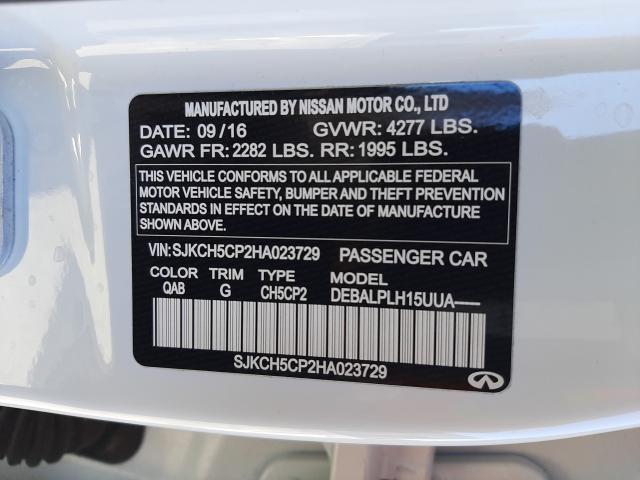 MANUFACTURED BY NISSAN MOTOR CO., LTD
DATE: 09/16 GVWR: 4277 LBS.
GAWR FR: 2282 LBS. RR: 1995 LBS.
THIS VEHICLE CONFORMS TO ALL APPLICABLE FEDERAL
MOTOR VEHICLE SAFETY, BUMPER AND THEFT PREVENTION
STANDARDS IN EFFECT ON THE DATE OF MANUFACTURE
SHOWN ABOVE.
VIN: SJKCH5CP2HA023729 PASSENGER CAR
COLOR TRIM TYPE MODEL
QAB G CH5CP2 DEBALPLH15UUA-----
SJKCH5CP2HA023729